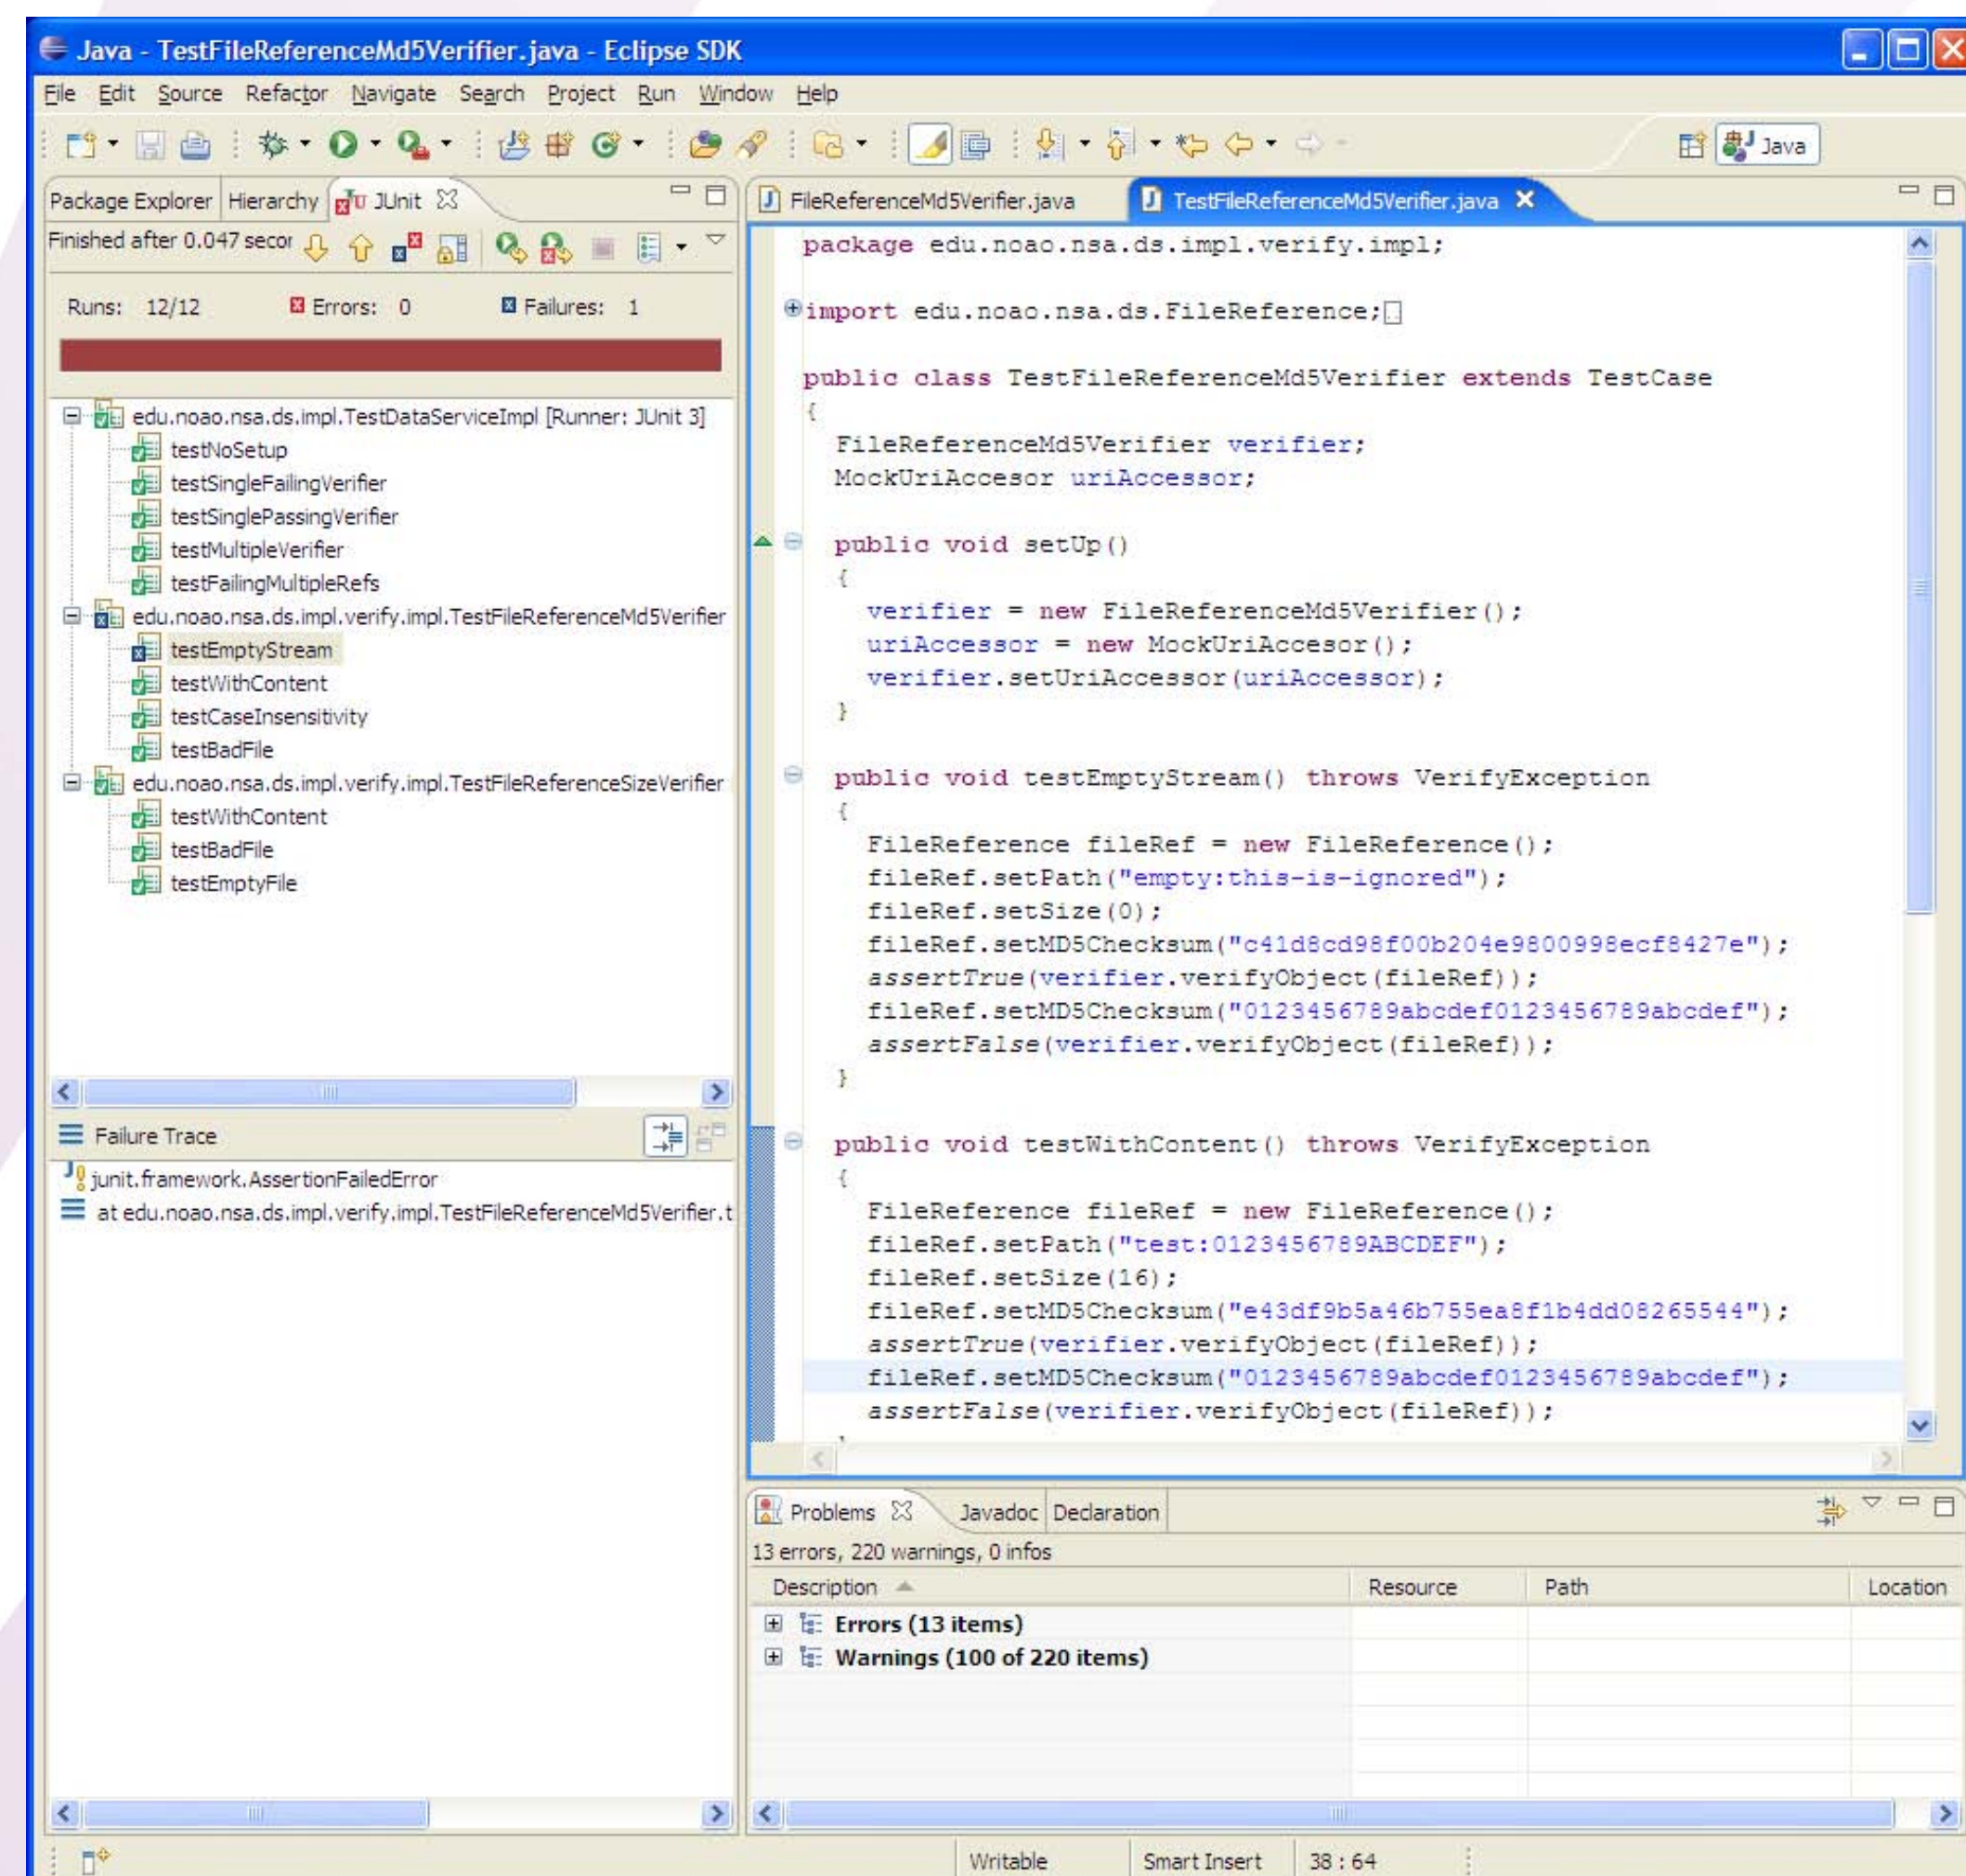 Java - TestFileReferenceMd5Verifier.java - Eclipse SDK
File Edit Source Refactor Navigate Search Project Run Window Help
Java
Package Explorer Hierarchy JUnit
Finished after 0.047 secor
Runs: 12/12 Errors: 0 Failures: 1
edu.noao.nsa.ds.impl.TestDataServiceImpl [Runner: JUnit 3]
testNoSetup
testSingleFailingVerifier
testSinglePassingVerifier
testMultipleVerifier
testFailingMultipleRefs
edu.noao.nsa.ds.impl.verify.impl.TestFileReferenceMd5Verifier
testEmptyStream
testWithContent
testCaseInsensitivity
testBadFile
edu.noao.nsa.ds.impl.verify.impl.TestFileReferenceSizeVerifier
testWithContent
testBadFile
testEmptyFile
Failure Trace
junit.framework.AssertionFailedError
at edu.noao.nsa.ds.impl.verify.impl.TestFileReferenceMd5Verifier.t
FileReferenceMd5Verifier.java TestFileReferenceMd5Verifier.java
package edu.noao.nsa.ds.impl.verify.impl;
import edu.noao.nsa.ds.FileReference;
public class TestFileReferenceMd5Verifier extends TestCase
{
FileReferenceMd5Verifier verifier;
MockUriAccesor uriAccessor;
public void setUp()
{
verifier = new FileReferenceMd5Verifier();
uriAccessor = new MockUriAccesor();
verifier.setUriAccessor(uriAccessor);
}
public void testEmptyStream() throws VerifyException
{
FileReference fileRef = new FileReference();
fileRef.setPath("empty:this-is-ignored");
fileRef.setSize(0);
fileRef.setMD5Checksum("c41d8cd98f00b204e9800998ecf8427e");
assertTrue(verifier.verifyObject(fileRef));
fileRef.setMD5Checksum("0123456789abcdef0123456789abcdef");
assertFalse(verifier.verifyObject(fileRef));
}
public void testWithContent() throws VerifyException
{
FileReference fileRef = new FileReference();
fileRef.setPath("test:0123456789ABCDEF");
fileRef.setSize(16);
fileRef.setMD5Checksum("e43df9b5a46b755ea8f1b4dd08265544");
assertTrue(verifier.verifyObject(fileRef));
fileRef.setMD5Checksum("0123456789abcdef0123456789abcdef");
assertFalse(verifier.verifyObject(fileRef));
Problems Javadoc Declaration
13 errors, 220 warnings, 0 infos
Description Resource Path Location
Errors (13 items)
Warnings (100 of 220 items)
Writable Smart Insert 38 : 64